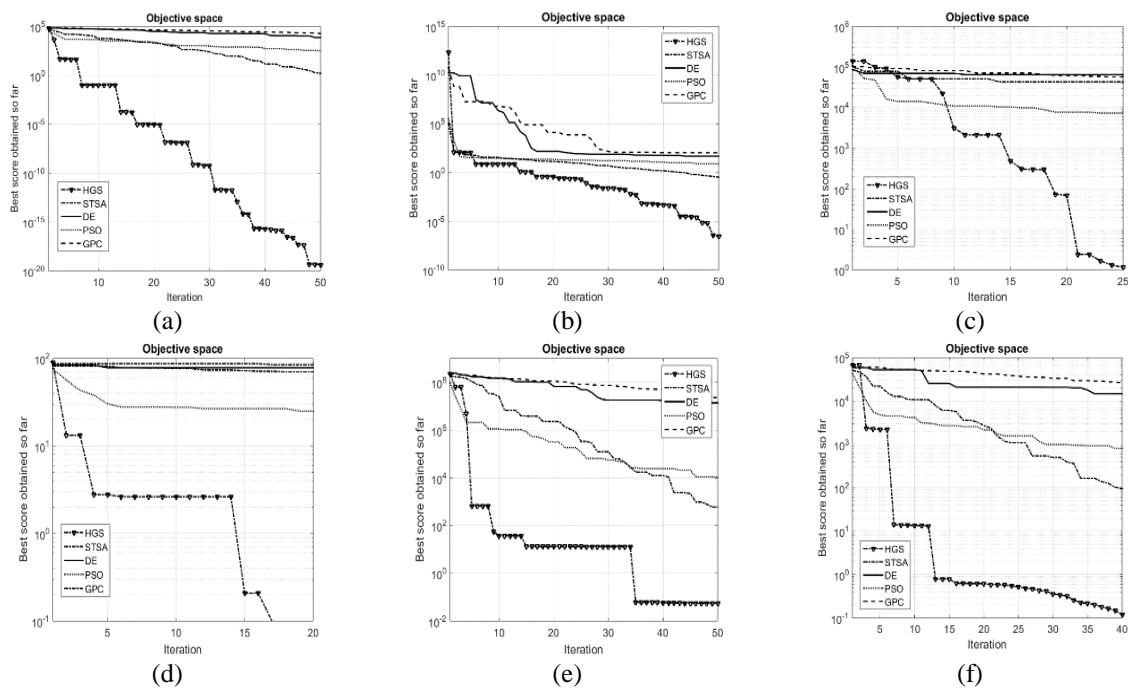 Objective space
Best score obtained so far
10^5
10^0
10^-5
10^-10
10^-15
10^-20
HGS
STSA
DE
PSO
GPC
10 20 30 40 50
Iteration
(a)
Objective space
Best score obtained so far
10^15
10^10
10^15
10^0
10^-5
10^-10
HGS
STSA
DE
PSO
GPC
10 20 30 40 50
Iteration
(b)
Objective space
Best score obtained so far
10^6
10^5
10^4
10^3
10^2
10^1
10^0
HGS
STSA
DE
PSO
GPC
5 10 15 20 25
Iteration
(c)
Objective space
Best score obtained so far
10^2
10^1
10^0
10^-1
HGS
STSA
DE
PSO
GPC
5 10 15 20
Iteration
(d)
Objective space
Best score obtained so far
10^8
10^6
10^4
10^2
10^0
10^-2
HGS
STSA
DE
PSO
GPC
10 20 30 40 50
Iteration
(e)
Objective space
Best score obtained so far
10^5
10^4
10^3
10^2
10^1
10^0
10^-1
HGS
STSA
DE
PSO
GPC
5 10 15 20 25 30 35 40
Iteration
(f)